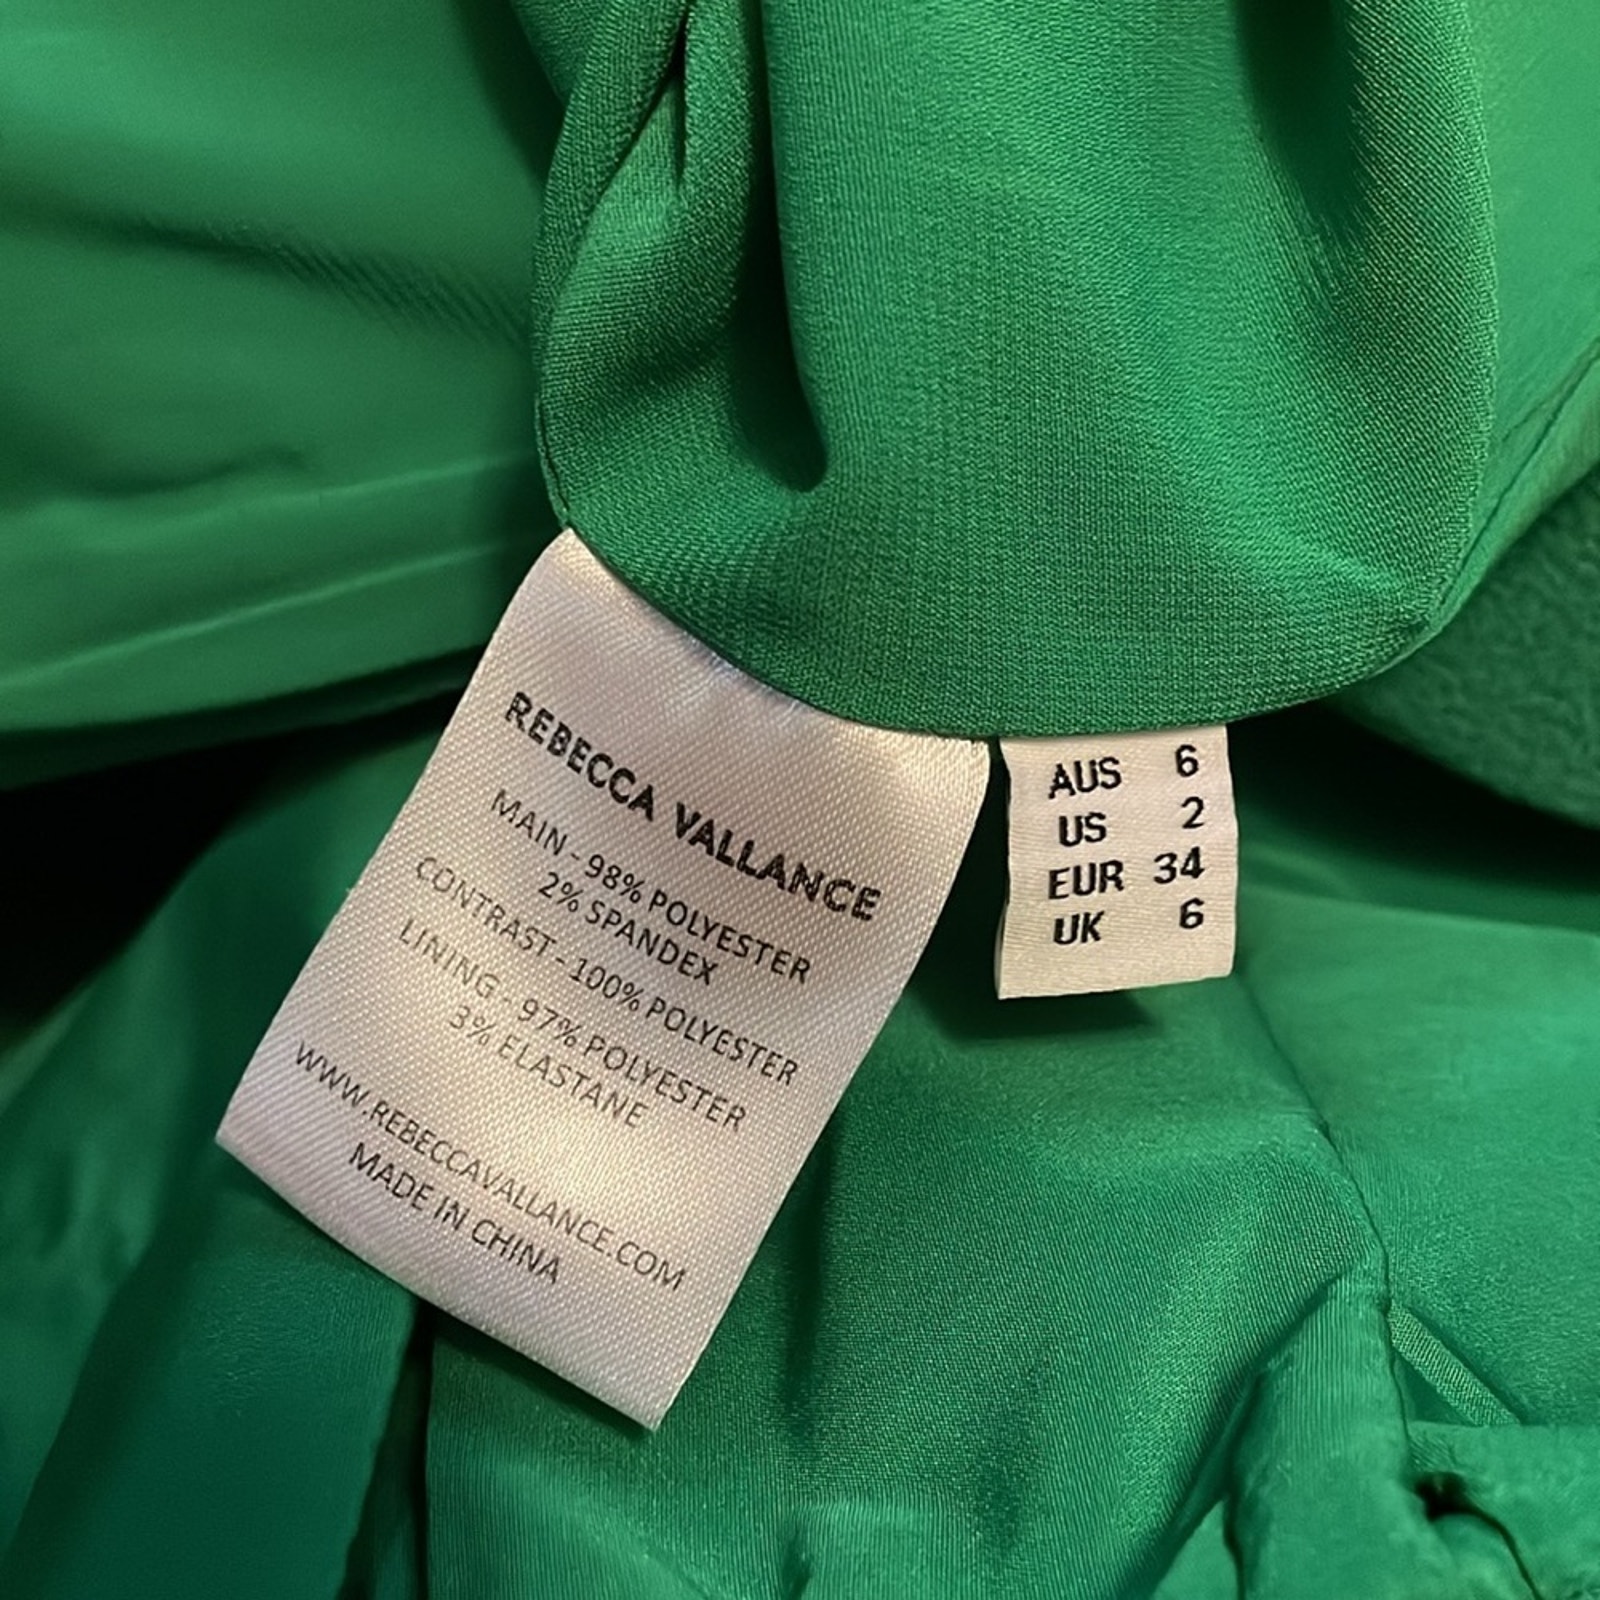 REBECCA VALLANCE
MAIN - 98% POLYESTER
2% SPANDEX
CONTRAST - 100% POLYESTER
LINING - 97% POLYESTER
3% ELASTANE
WWW.REBECCAVALLANCE.COM
MADE IN CHINA
AUS 6
US 2
EUR 34
UK 6